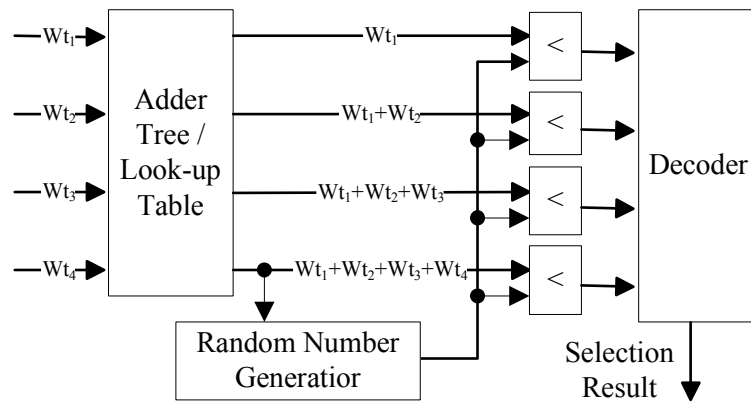 Wt₁
Wt₂
Wt₃
Wt₄
Adder
Tree /
Look-up
Table
Wt₁
Wt₁+Wt₂
Wt₁+Wt₂+Wt₃
Wt₁+Wt₂+Wt₃+Wt₄
Random Number
Generatior
<
<
<
<
Decoder
Selection
Result